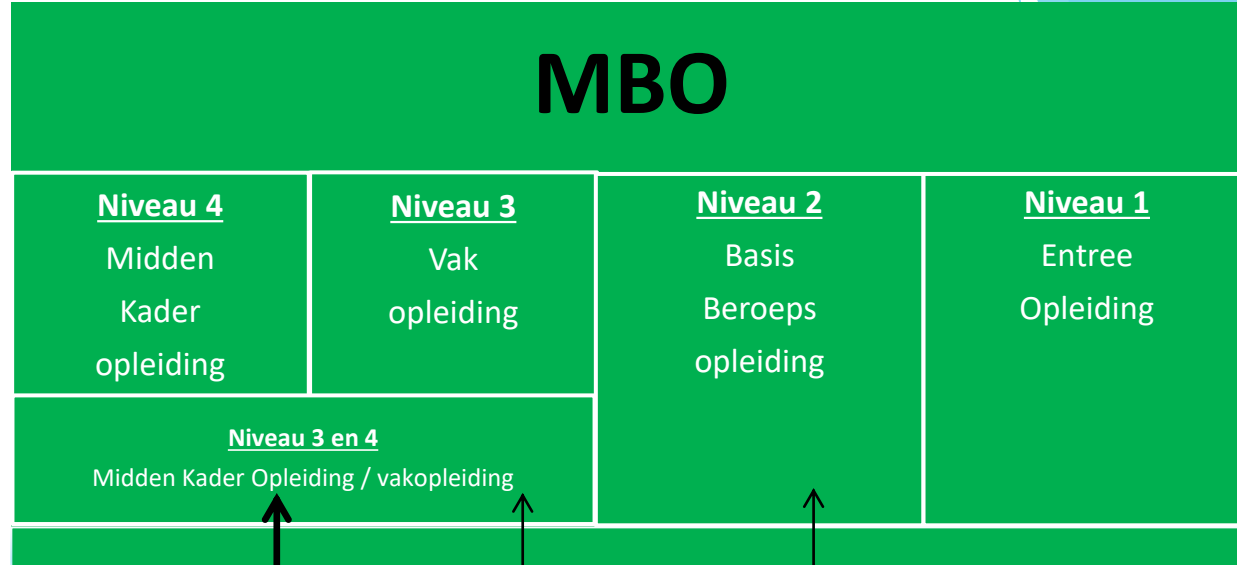 MBO
Niveau 4
Midden
Kader
opleiding
Niveau 3
Vak
opleiding
Niveau 2
Basis
Beroeps
opleiding
Niveau 1
Entree
Opleiding
Niveau 3 en 4
Midden Kader Opleiding / vakopleiding